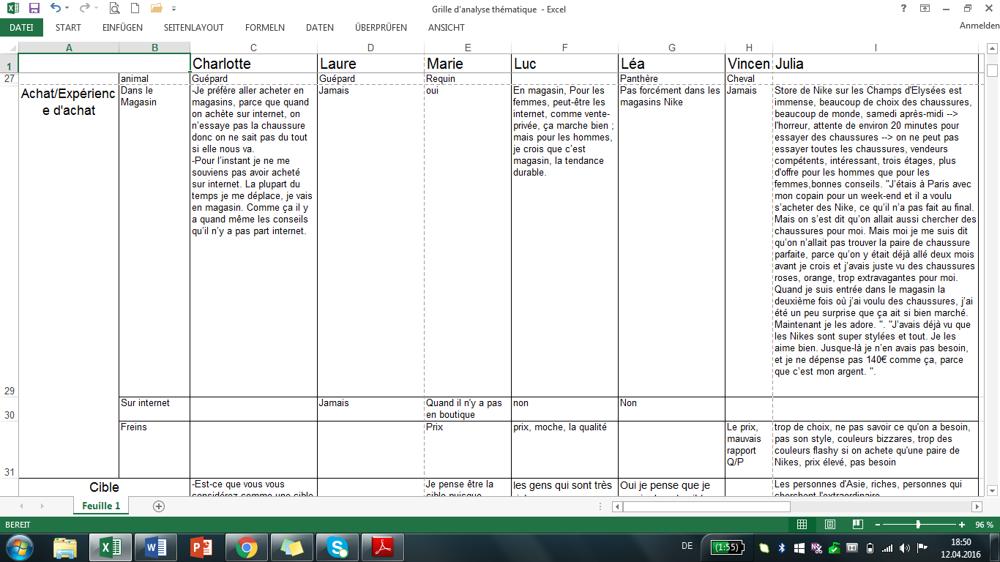 Grille d'analyse thématique - Excel
?
DATEI START EINFÜGEN SEITENLAYOUT FORMELN DATEN ÜBERPRÜFEN ANSICHT Anmelden
A B C D E F G H I
1 Charlotte Laure Marie Luc Léa Vincen Julia
27 animal Guépard Guépard Requin Panthère Cheval
Achat/Expérienc
e d'achat
Dans le
Magasin
-Je préfère aller acheter en
magasins, parce que quand
on achète sur internet, on
n'essaye pas la chaussure
donc on ne sait pas du tout
si elle nous va.
-Pour l'instant je ne me
souviens pas avoir acheté
sur internet. La plupart du
temps je me déplace, je vais
en magasin. Comme ça il y
a quand même les conseils
qu'il n'y a pas part internet.
Jamais
oui
En magasin, Pour les
femmes, peut-être les
internet, comme vente-
privée, ça marche bien ;
mais pour les hommes,
je crois que c'est
magasin, la tendance
durable.
Pas forcément dans les
magasins Nike
Jamais
Store de Nike sur les Champs d'Elysées est
immense, beaucoup de choix des chaussures,
beaucoup de monde, samedi après-midi -->
l'horreur, attente de environ 20 minutes pour
essayer des chaussures --> on ne peut pas
essayer toutes les chaussures, vendeurs
compétents, intéressant, trois étages, plus
d'offre pour les hommes que pour les
femmes,bonnes conseils. "J'étais à Paris avec
mon copain pour un week-end et il a voulu
s'acheter des Nike, ce qu'il n'a pas fait au final.
Mais on s'est dit qu'on allait aussi chercher des
chaussures pour moi. Mais moi je me suis dit
qu'on n'allait pas trouver la paire de chaussure
parfaite, parce qu'on y était déjà allé deux mois
avant je crois et j'avais juste vu des chaussures
roses, orange, trop extravagantes pour moi.
Quand je suis entrée dans le magasin la
deuxième fois où j'ai voulu des chaussures, j'ai
été un peu surprise que ça ait si bien marché.
Maintenant je les adore. ". "J'avais déjà vu que
les Nikes sont super stylées et tout. Je les
aime bien. Jusque-là je n'en avais pas besoin,
et je ne dépense pas 140€ comme ça, parce
que c'est mon argent. ".
29
Sur internet
Jamais
Quand il n'y a pas
en boutique
non
Non
30
Freins
Prix
prix, moche, la qualité
Le prix,
mauvais
rapport
Q/P
trop de choix, ne pas savoir ce qu'on a besoin,
pas son style, couleurs bizzares, trop des
couleurs flashy si on achete qu'une paire de
Nikes, prix élevé, pas besoin
31
Cible
-Est-ce que vous vous
considérez comme une cible
Je pense être la
cible puisque
les gens qui sont très
Oui je pense que je
Les personnes d'Asie, riches, personnes qui
cherchent l'extraordinaire
Feuille 1
BEREIT 96 %
DE (1:55) 18:50
12.04.2016